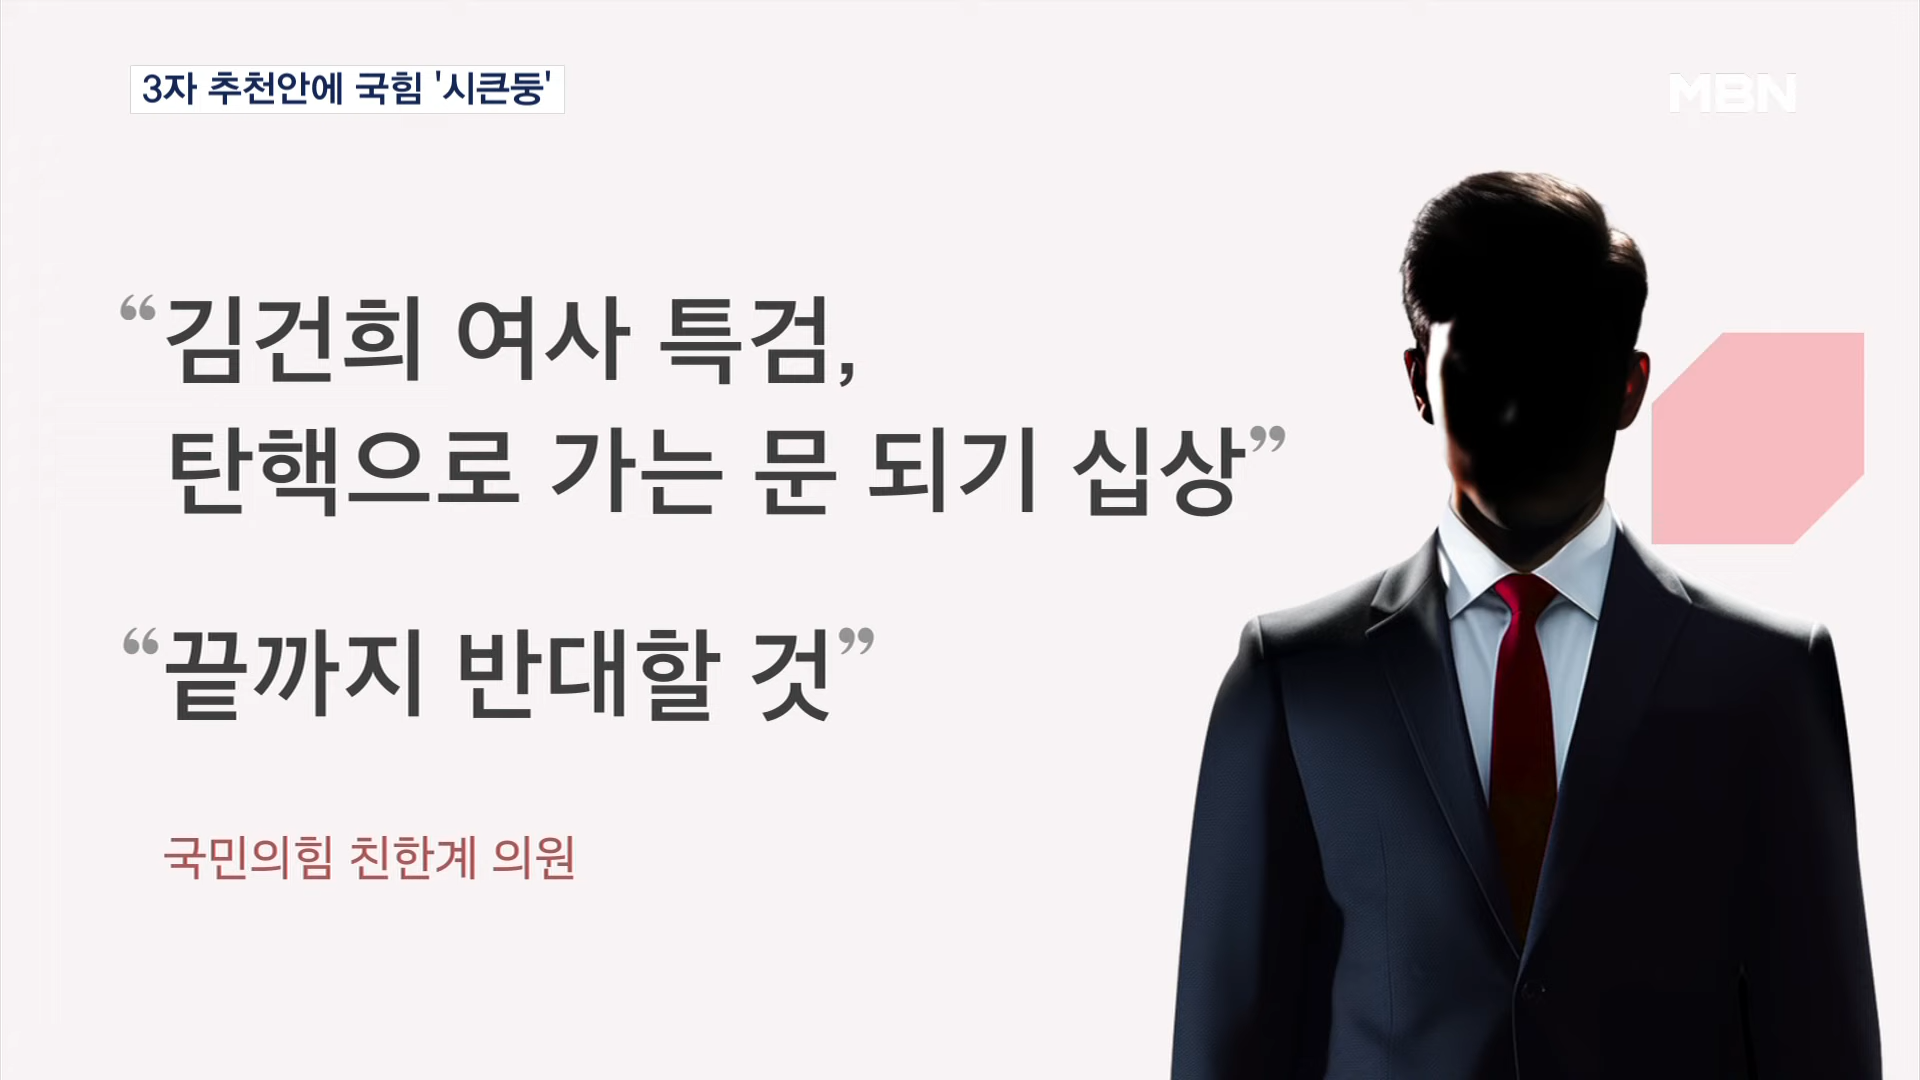 3자 추천안에 국힘 '시큰둥'
MBN
“김건희 여사 특검,
탄핵으로 가는 문 되기 십상”
“끝까지 반대할 것”
국민의힘 친한계 의원